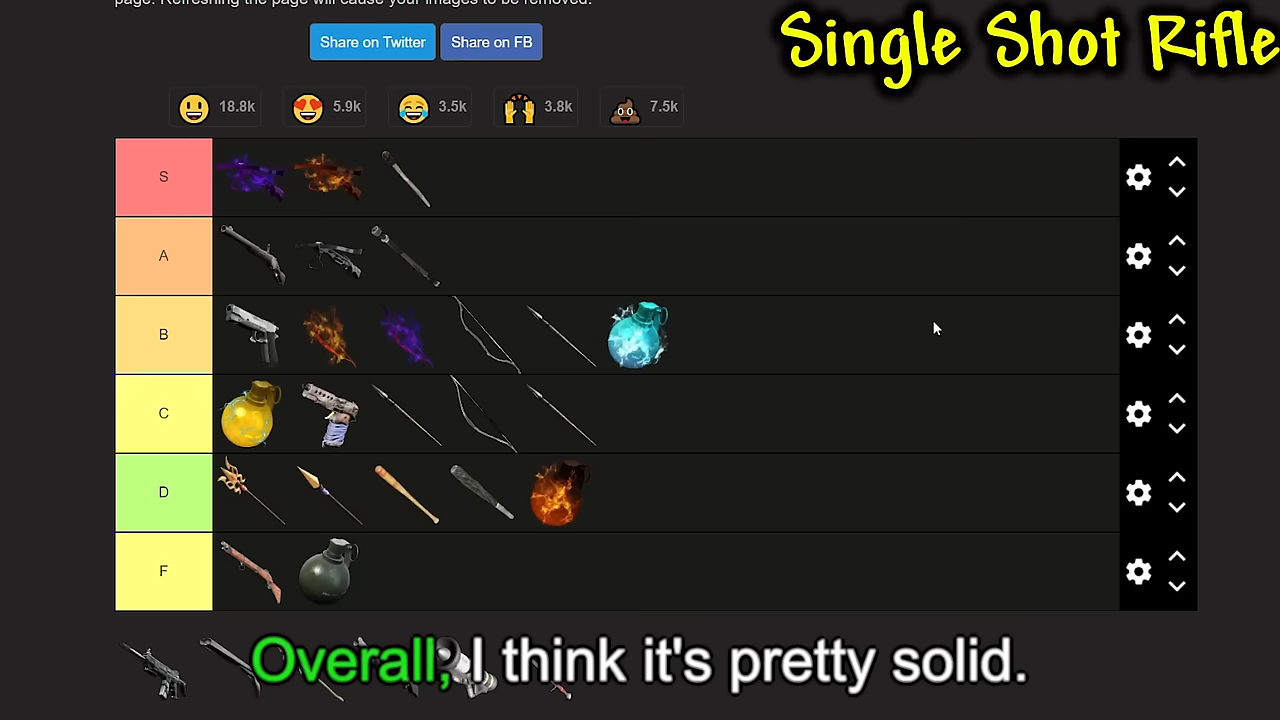 page. Refreshing the page will cause your images to be removed.
Single Shot Rifle
Share on Twitter
Share on FB
18.8k
5.9k
3.5k
3.8k
7.5k
S
A
B
C
D
F
Overall, I think it's pretty solid.